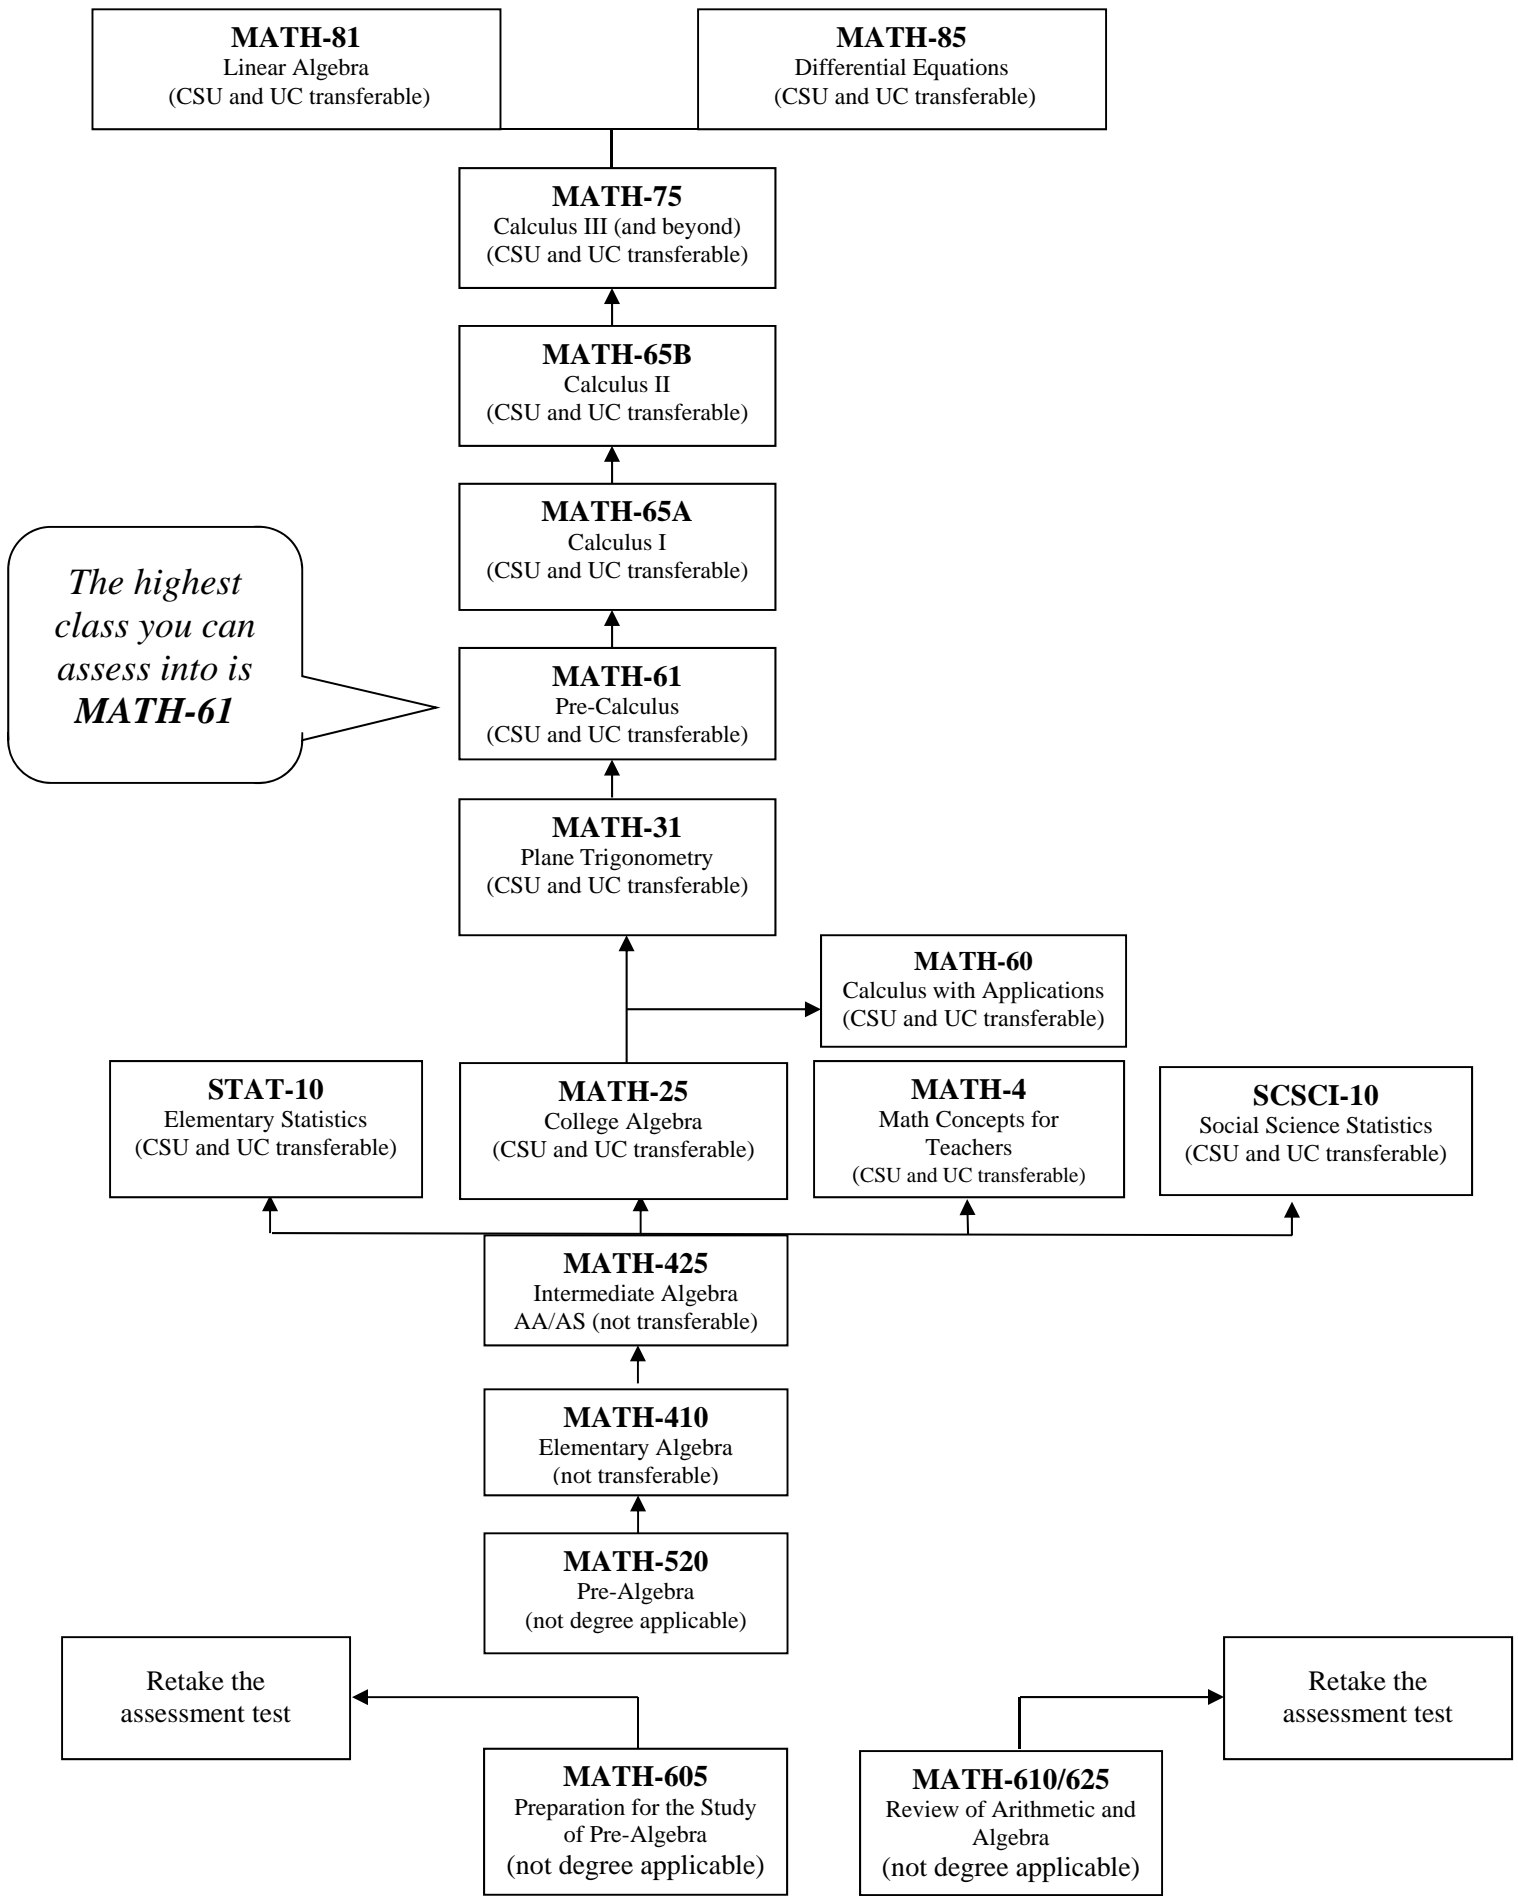 MATH-81
Linear Algebra
(CSU and UC transferable)
MATH-85
Differential Equations
(CSU and UC transferable)
MATH-75
Calculus III (and beyond)
(CSU and UC transferable)
MATH-65B
Calculus II
(CSU and UC transferable)
MATH-65A
Calculus I
(CSU and UC transferable)
The highest
class you can
assess into is
MATH-61
MATH-61
Pre-Calculus
(CSU and UC transferable)
MATH-31
Plane Trigonometry
(CSU and UC transferable)
MATH-60
Calculus with Applications
(CSU and UC transferable)
STAT-10
Elementary Statistics
(CSU and UC transferable)
MATH-25
College Algebra
(CSU and UC transferable)
MATH-4
Math Concepts for
Teachers
(CSU and UC transferable)
SCSCI-10
Social Science Statistics
(CSU and UC transferable)
MATH-425
Intermediate Algebra
AA/AS (not transferable)
MATH-410
Elementary Algebra
(not transferable)
MATH-520
Pre-Algebra
(not degree applicable)
Retake the
assessment test
Retake the
assessment test
MATH-605
Preparation for the Study
of Pre-Algebra
(not degree applicable)
MATH-610/625
Review of Arithmetic and
Algebra
(not degree applicable)